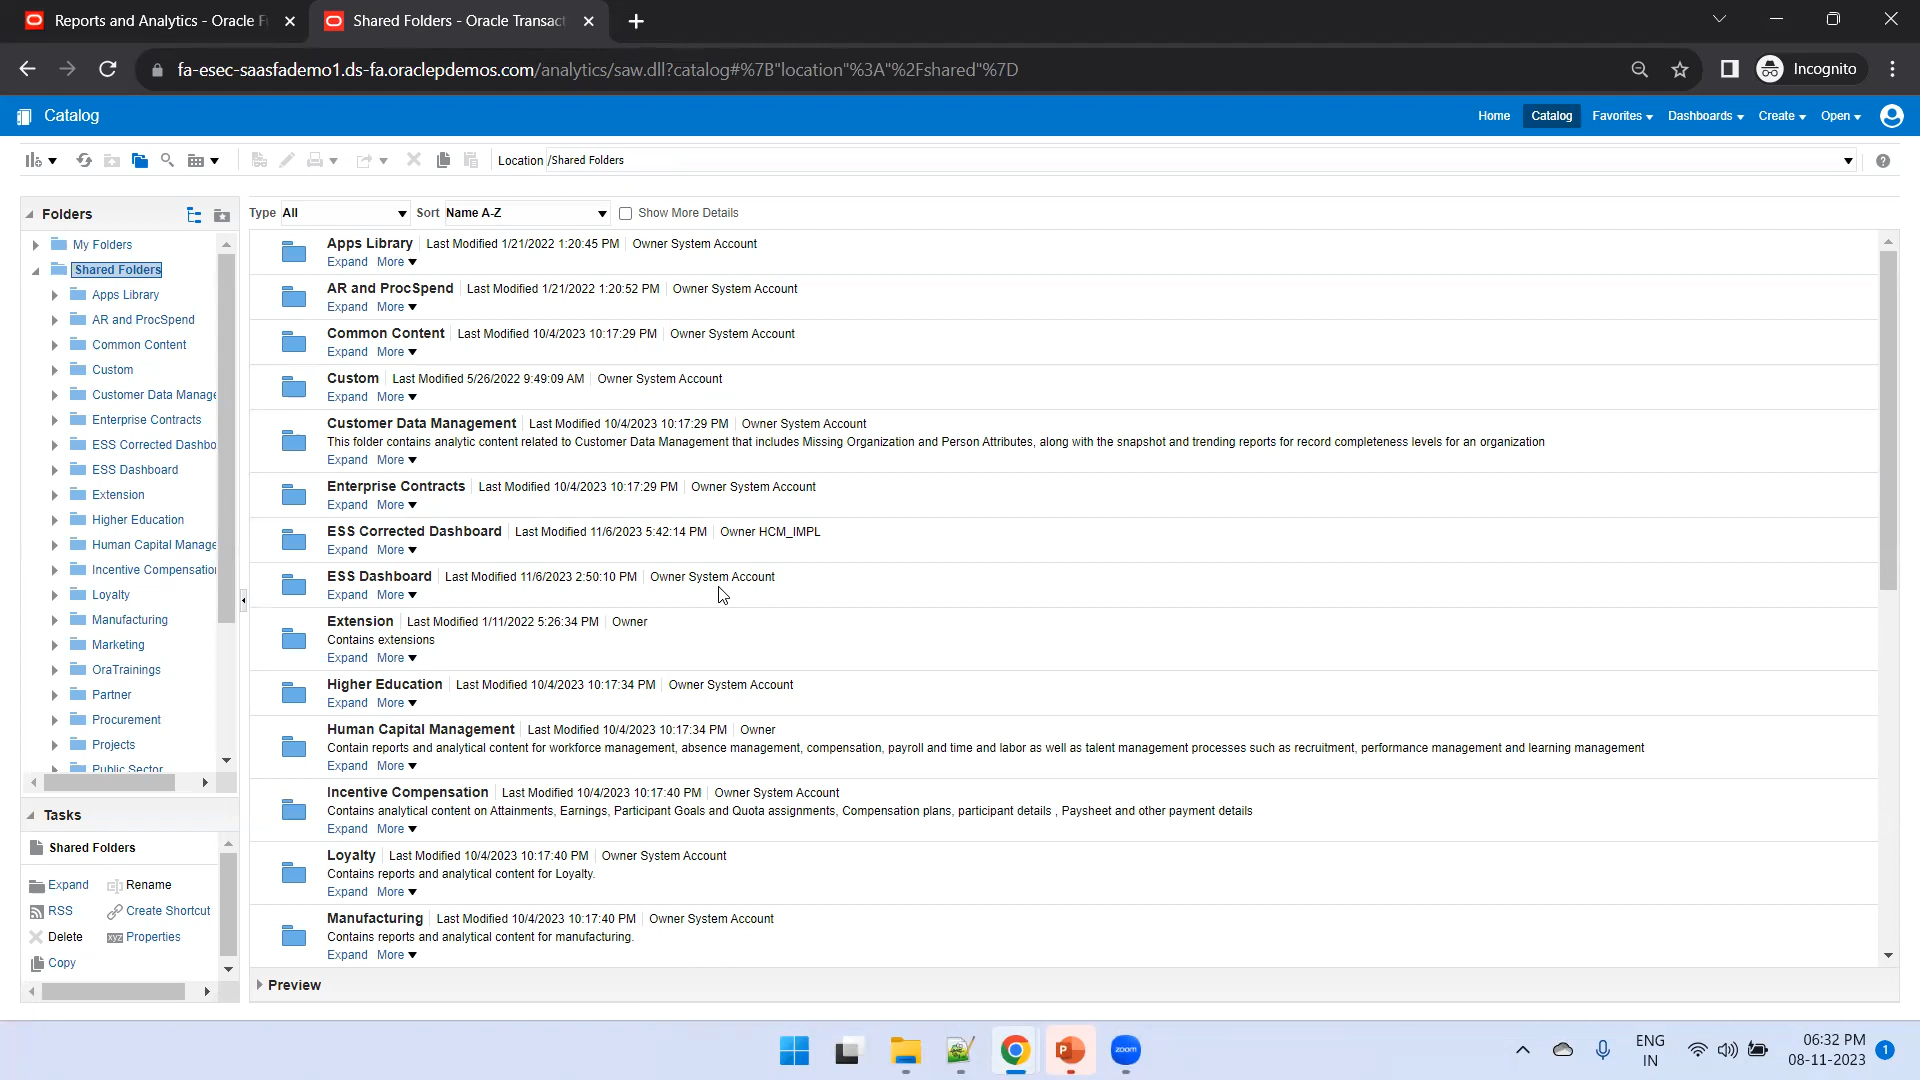 Reports and Analytics - Oracle F
Shared Folders - Oracle Transact
fa-esec-saasfademo1.ds-fa.oraclepdemos.com/analytics/saw.dll?catalog#%7B"location"%3A"%2Fshared"%7D
Incognito
Catalog
Home Catalog Favorites Dashboards Create Open
Location /Shared Folders
Folders
My Folders
Shared Folders
Apps Library
AR and ProcSpend
Common Content
Custom
Customer Data Manage
Enterprise Contracts
ESS Corrected Dashbo
ESS Dashboard
Extension
Higher Education
Human Capital Manage
Incentive Compensation
Loyalty
Manufacturing
Marketing
OraTrainings
Partner
Procurement
Projects
Public Sector
Tasks
Shared Folders
Expand Rename
RSS Create Shortcut
Delete xyz Properties
Copy
Type All Sort Name A-Z Show More Details
Apps Library Last Modified 1/21/2022 1:20:45 PM Owner System Account
Expand More
AR and ProcSpend Last Modified 1/21/2022 1:20:52 PM Owner System Account
Expand More
Common Content Last Modified 10/4/2023 10:17:29 PM Owner System Account
Expand More
Custom Last Modified 5/26/2022 9:49:09 AM Owner System Account
Expand More
Customer Data Management Last Modified 10/4/2023 10:17:29 PM Owner System Account
This folder contains analytic content related to Customer Data Management that includes Missing Organization and Person Attributes, along with the snapshot and trending reports for record completeness levels for an organization
Expand More
Enterprise Contracts Last Modified 10/4/2023 10:17:29 PM Owner System Account
Expand More
ESS Corrected Dashboard Last Modified 11/6/2023 5:42:14 PM Owner HCM_IMPL
Expand More
ESS Dashboard Last Modified 11/6/2023 2:50:10 PM Owner System Account
Expand More
Extension Last Modified 1/11/2022 5:26:34 PM Owner
Contains extensions
Expand More
Higher Education Last Modified 10/4/2023 10:17:34 PM Owner System Account
Expand More
Human Capital Management Last Modified 10/4/2023 10:17:34 PM Owner
Contain reports and analytical content for workforce management, absence management, compensation, payroll and time and labor as well as talent management processes such as recruitment, performance management and learning management
Expand More
Incentive Compensation Last Modified 10/4/2023 10:17:40 PM Owner System Account
Contains analytical content on Attainments, Earnings, Participant Goals and Quota assignments, Compensation plans, participant details , Paysheet and other payment details
Expand More
Loyalty Last Modified 10/4/2023 10:17:40 PM Owner System Account
Contains reports and analytical content for Loyalty.
Expand More
Manufacturing Last Modified 10/4/2023 10:17:40 PM Owner System Account
Contains reports and analytical content for manufacturing.
Expand More
Preview
zoom
ENG
IN
06:32 PM
08-11-2023
1